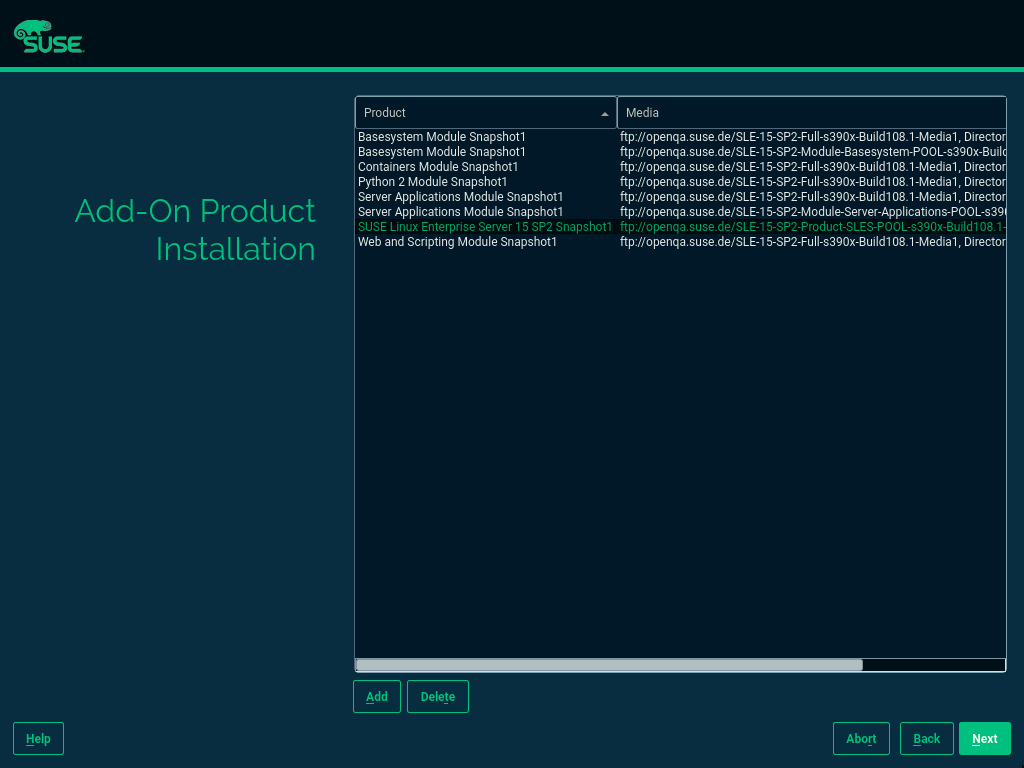 SUSE
Add-On Product
Installation
Product Media
Basesystem Module Snapshot1 ftp://openqa.suse.de/SLE-15-SP2-Full-s390x-Build108.1-Media1, Director
Basesystem Module Snapshot1 ftp://openqa.suse.de/SLE-15-SP2-Module-Basesystem-POOL-s390x-Build
Containers Module Snapshot1 ftp://openqa.suse.de/SLE-15-SP2-Full-s390x-Build108.1-Media1, Director
Python 2 Module Snapshot1 ftp://openqa.suse.de/SLE-15-SP2-Full-s390x-Build108.1-Media1, Director
Server Applications Module Snapshot1 ftp://openqa.suse.de/SLE-15-SP2-Full-s390x-Build108.1-Media1, Director
Server Applications Module Snapshot1 ftp://openqa.suse.de/SLE-15-SP2-Module-Server-Applications-POOL-s390
SUSE Linux Enterprise Server 15 SP2 Snapshot1 ftp://openqa.suse.de/SLE-15-SP2-Product-SLES-POOL-s390x-Build108.1-
Web and Scripting Module Snapshot1 ftp://openqa.suse.de/SLE-15-SP2-Full-s390x-Build108.1-Media1, Director
Add Delete
Help Abort Back Next